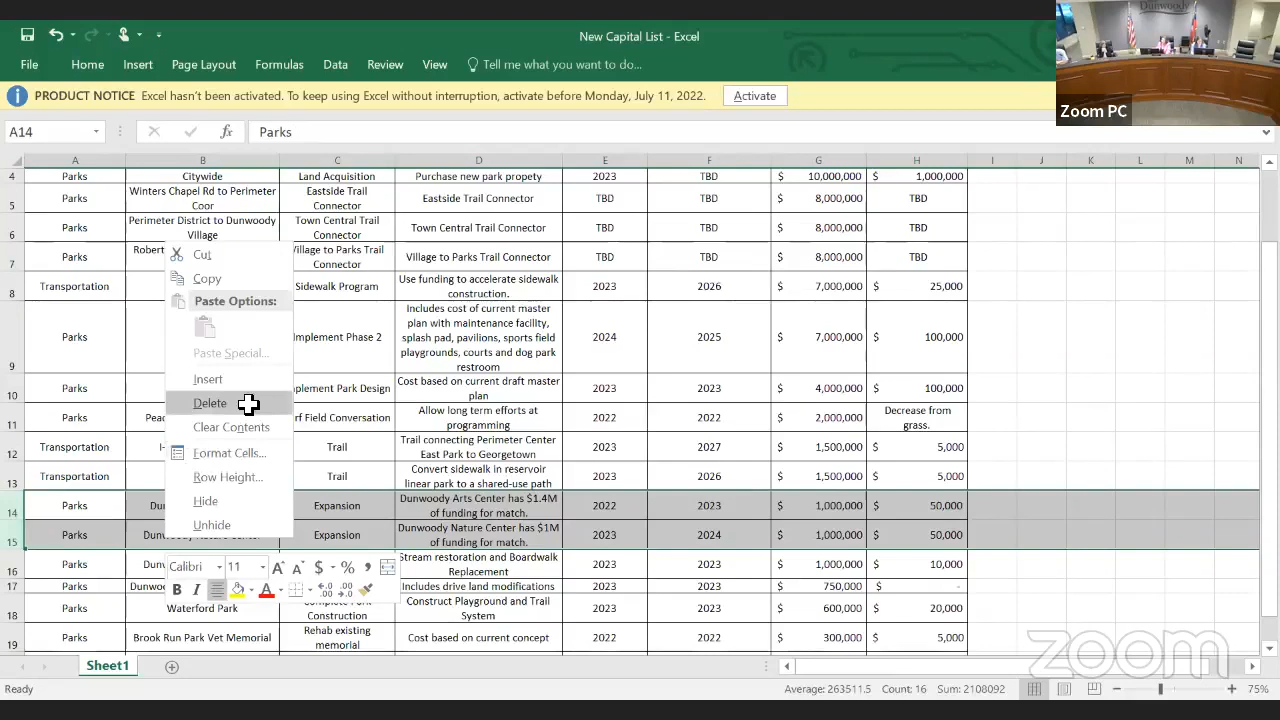 Dunwoody
New Capital List - Excel
File Home Insert Page Layout Formulas Data Review View Tell me what you want to do...
Zoom PC
PRODUCT NOTICE Excel hasn't been activated. To keep using Excel without interruption, activate before Monday, July 11, 2022. Activate
A14 fx Parks
A B C D E F G H I J K L M N
4 Parks Citywide Land Acquisition Purchase new park propety 2023 TBD $ 10,000,000 $ 1,000,000
5 Parks Winters Chapel Rd to Perimeter
Coor Eastside Trail
Connector Eastside Trail Connector TBD TBD $ 8,000,000 TBD
6 Parks Perimeter District to Dunwoody
Village Town Central Trail
Connector Town Central Trail Connector TBD TBD $ 8,000,000 TBD
7 Parks Robert Village to Parks Trail
Connector Village to Parks Trail Connector TBD TBD $ 8,000,000 TBD
8 Transportation Sidewalk Program Use funding to accelerate sidewalk
construction. 2023 2026 $ 7,000,000 $ 25,000
9 Parks Implement Phase 2 Includes cost of current master
plan with maintenance facility,
splash pad, pavilions, sports field
playgrounds, courts and dog park
restroom 2024 2025 $ 7,000,000 $ 100,000
10 Parks plement Park Design Cost based on current draft master
plan 2023 2023 $ 4,000,000 $ 100,000
11 Parks Peac rf Field Conversation Allow long term efforts at
programming 2022 2022 $ 2,000,000 Decrease from
grass.
12 Transportation I- Trail Trail connecting Perimeter Center
East Park to Georgetown 2023 2027 $ 1,500,000 $ 5,000
13 Transportation Trail Convert sidewalk in reservoir
linear park to a shared-use path 2023 2026 $ 1,500,000 $ 5,000
14 Parks Dun Expansion Dunwoody Arts Center has $1.4M
of funding for match. 2022 2023 $ 1,000,000 $ 50,000
15 Parks Dunwoody Nature Center Expansion Dunwoody Nature Center has $1M
of funding for match. 2023 2024 $ 1,000,000 $ 50,000
16 Parks Dunw Stream restoration and Boardwalk
Replacement 2023 2023 $ 1,000,000 $ 10,000
17 Parks Dunwoo Includes drive land modifications 2023 2023 $ 750,000 $ -
18 Parks Waterford Park Complete Park
Construction Construct Playground and Trail
System 2023 2023 $ 600,000 $ 20,000
19 Parks Brook Run Park Vet Memorial Rehab existing
memorial Cost based on current concept 2022 2022 $ 300,000 $ 5,000
Cut
Copy
Paste Options:
Paste Special...
Insert
Delete
Clear Contents
Format Cells...
Row Height...
Hide
Unhide
Calibri 11 A A $ % ,
B I A .00
Sheet1
zoom
Ready Average: 263511.5 Count: 16 Sum: 2108092 75%